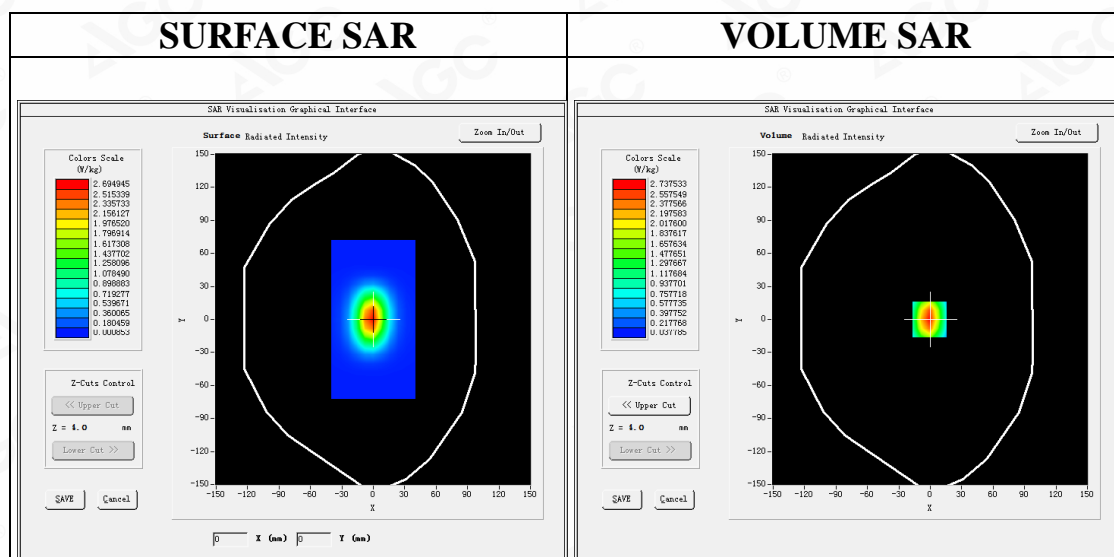 SURFACE SAR
VOLUME SAR
SAR Visualisation Graphical Interface
Surface Radiated Intensity
Zoom In/Out
Colors Scale
(W/kg)
2.694945
2.515339
2.335733
2.156127
1.976520
1.796914
1.617308
1.437702
1.258096
1.078490
0.898883
0.719277
0.539671
0.360065
0.180459
0.000853
150
120
90
60
30
0
-30
-60
-90
-120
-150
Y
-150 -120 -90 -60 -30 0 30 60 90 120 150
X
Z-Cuts Control
<< Upper Cut
Z = 4.0 mm
Lower Cut >>
SAVE Cancel
0 X (mm) 0 Y (mm)
SAR Visualisation Graphical Interface
Volume Radiated Intensity
Zoom In/Out
Colors Scale
(W/kg)
2.737533
2.557549
2.377566
2.197583
2.017600
1.837617
1.657634
1.477651
1.297667
1.117684
0.937701
0.757718
0.577735
0.397752
0.217768
0.037785
150
120
90
60
30
0
-30
-60
-90
-120
-150
Y
-150 -120 -90 -60 -30 0 30 60 90 120 150
X
Z-Cuts Control
<< Upper Cut
Z = 4.0 mm
Lower Cut >>
SAVE Cancel